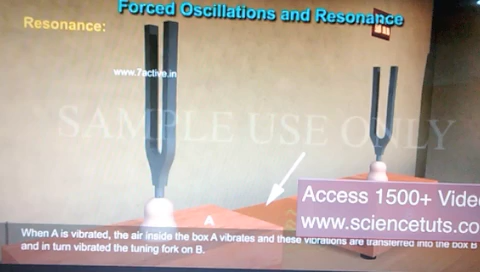 Forced Oscillations and Resonance
Resonance:
www.7active.in
SAMPLE USE ONLY
A
Access 1500+ Vide
www.sciencetuts.co
When A is vibrated, the air inside the box A vibrates and these vibrations are transferred into the box B
and in turn vibrated the tuning fork on B.